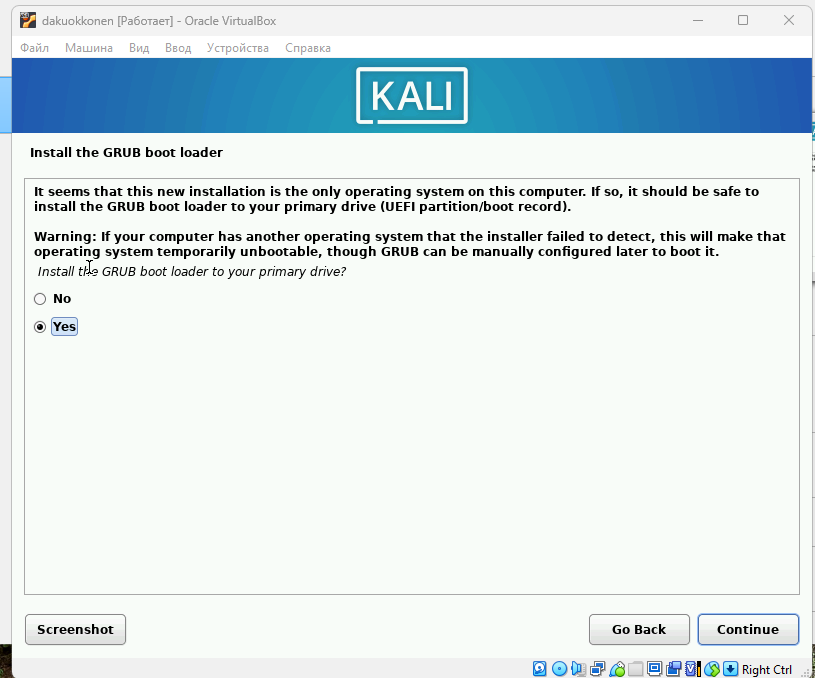 dakuokkonen [Работает] - Oracle VirtualBox
Файл Машина Вид Ввод Устройства Справка
KALI
Install the GRUB boot loader
It seems that this new installation is the only operating system on this computer. If so, it should be safe to
install the GRUB boot loader to your primary drive (UEFI partition/boot record).
Warning: If your computer has another operating system that the installer failed to detect, this will make that
operating system temporarily unbootable, though GRUB can be manually configured later to boot it.
Install the GRUB boot loader to your primary drive?
No
Yes
Screenshot Go Back Continue
Right Ctrl